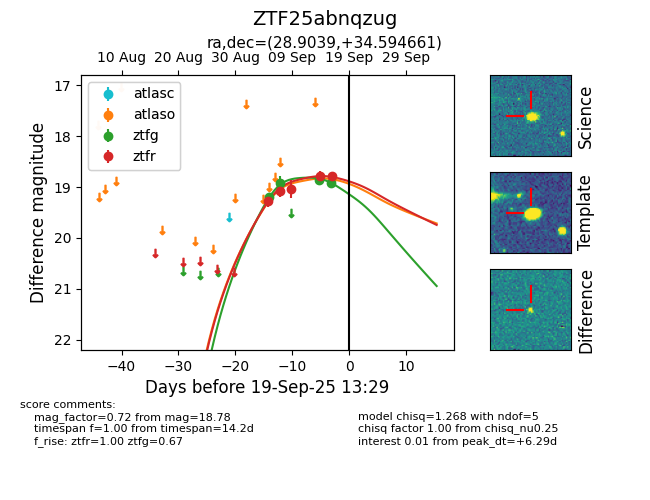 ZTF25abnqzug
ra,dec=(28.9039,+34.594661)
10 Aug 20 Aug 30 Aug 09 Sep 19 Sep 29 Sep
17
18
19
20
21
22
Difference magnitude
atlasc
atlaso
ztfg
ztfr
−40 −30 −20 −10 0 10
Days before 19-Sep-25 13:29
Science
Template
Difference
score comments:
mag_factor=0.72 from mag=18.78
timespan f=1.00 from timespan=14.2d
f_rise: ztfr=1.00 ztfg=0.67
model chisq=1.268 with ndof=5
chisq factor 1.00 from chisq_nu0.25
interest 0.01 from peak_dt=+6.29d